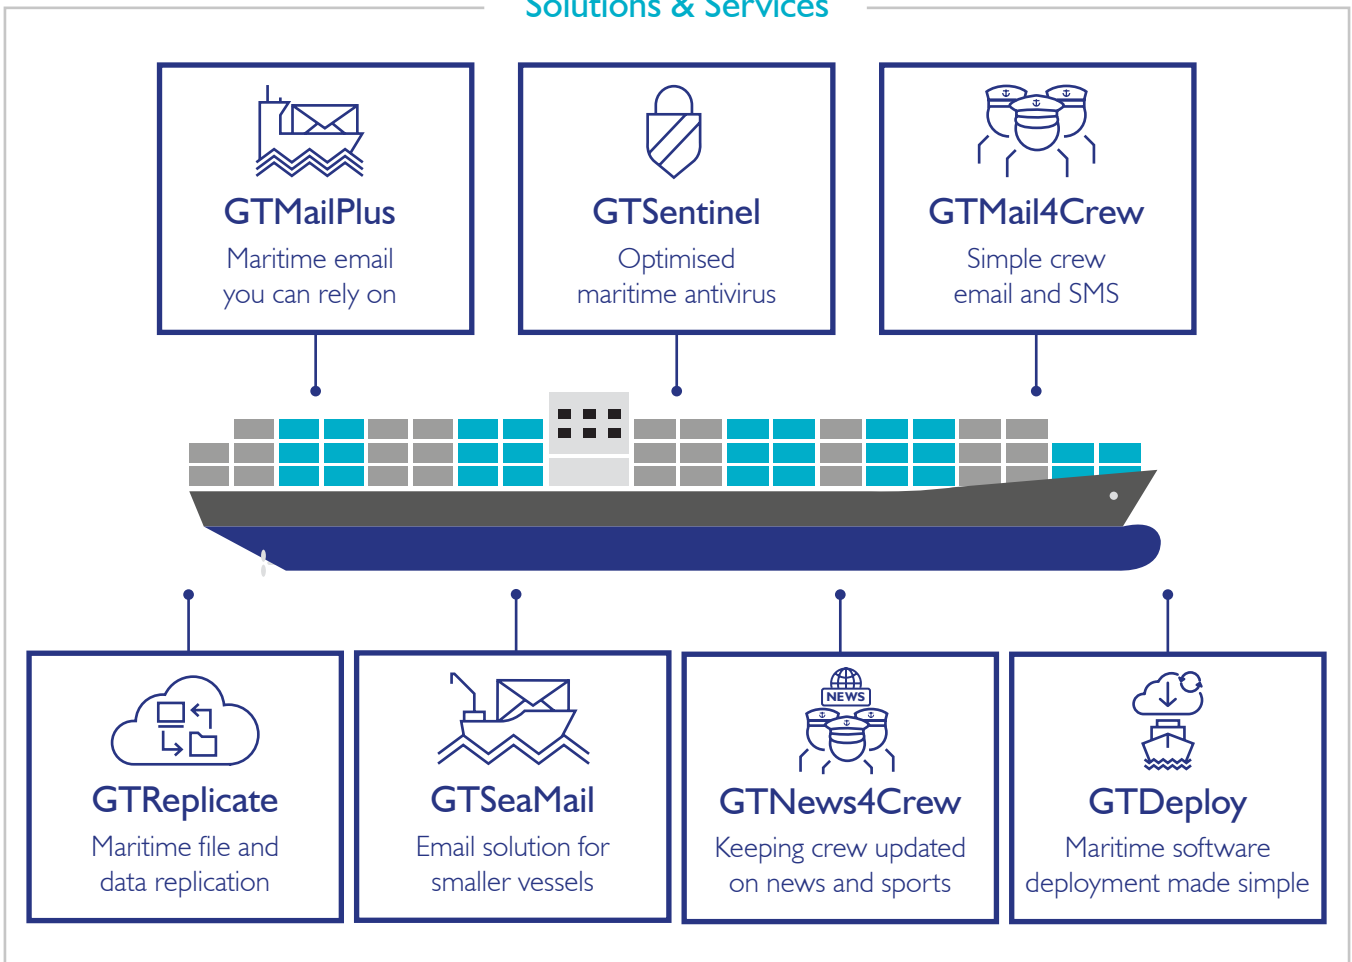 Solutions & Services
GTMailPlus
Maritime email
you can rely on
GTSentinel
Optimised
maritime antivirus
GTMail4Crew
Simple crew
email and SMS
GTReplicate
Maritime file and
data replication
GTSeaMail
Email solution for
smaller vessels
NEWS
GTNews4Crew
Keeping crew updated
on news and sports
GTDeploy
Maritime software
deployment made simple